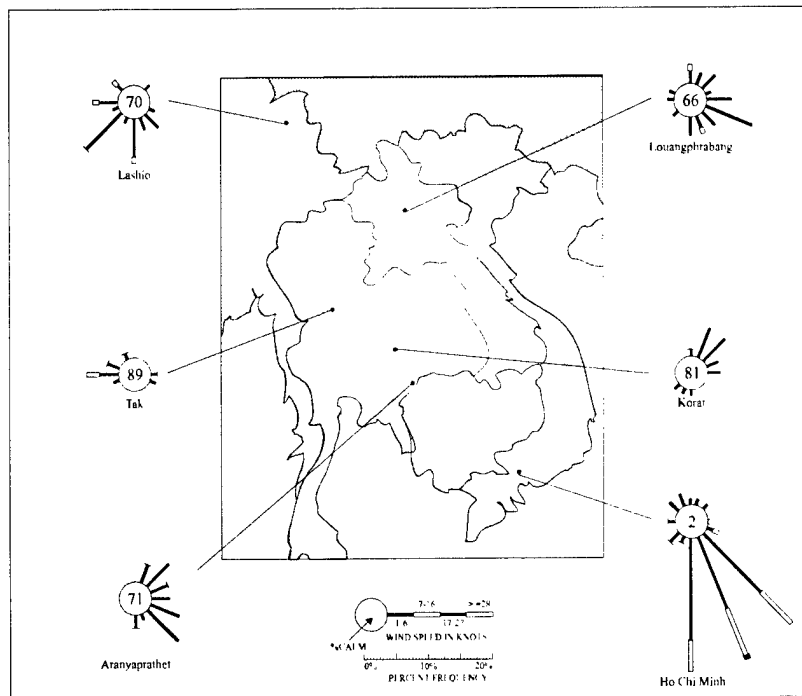 70
Lashio
66
Louangphrabang
89
Tak
81
Korat
71
Aranyaprathet
2
Ho Chi Minh
7-16 >=28
1-6 17-27
%CALM
WIND SPEED IN KNOTS
0% 10% 20%
PERCENT FREQUENCY